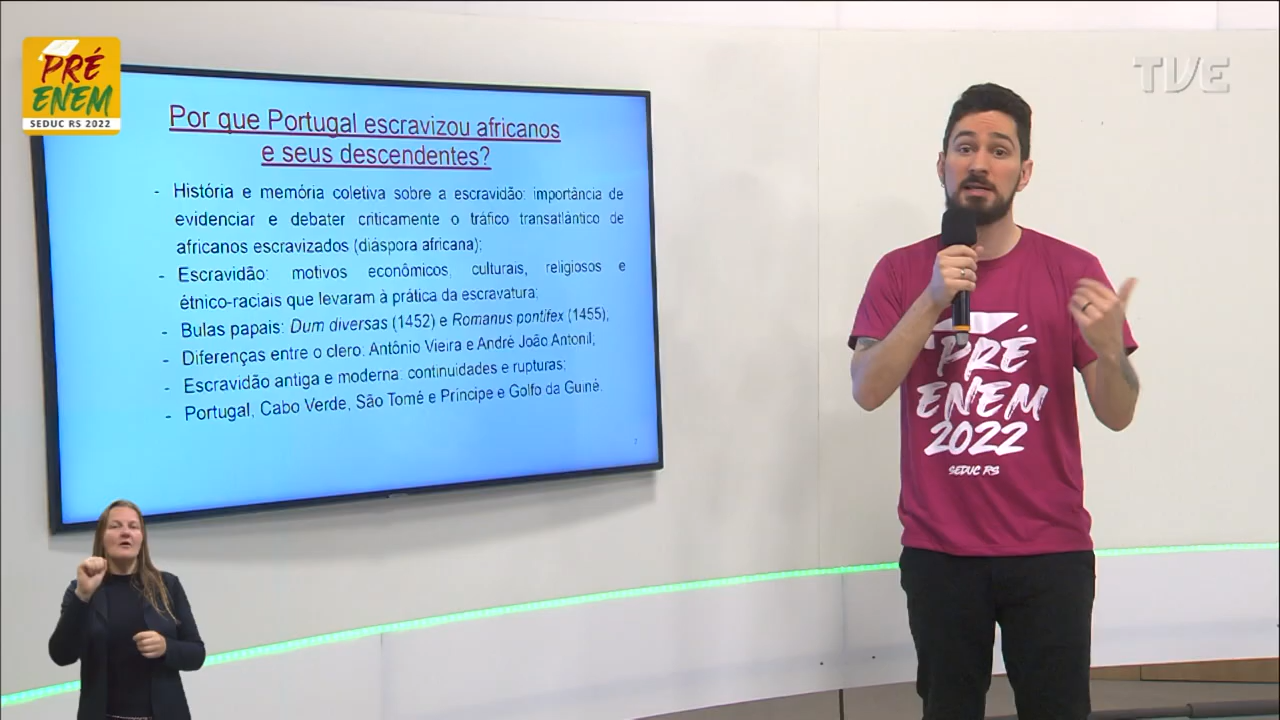 PRÉ
ENEM
SEDUC RS 2022
TVE
Por que Portugal escravizou africanos
e seus descendentes?
- História e memória coletiva sobre a escravidão: importância de
evidenciar e debater criticamente o tráfico transatlântico de
africanos escravizados (diáspora africana);
- Escravidão: motivos econômicos, culturais, religiosos e
étnico-raciais que levaram à prática da escravatura;
- Bulas papais: Dum diversas (1452) e Romanus pontifex (1455);
- Diferenças entre o clero: Antônio Vieira e André João Antonil;
- Escravidão antiga e moderna: continuidades e rupturas;
- Portugal, Cabo Verde, São Tomé e Príncipe e Golfo da Guiné.
2
PRÉ
ENEM
2022
SEDUC RS